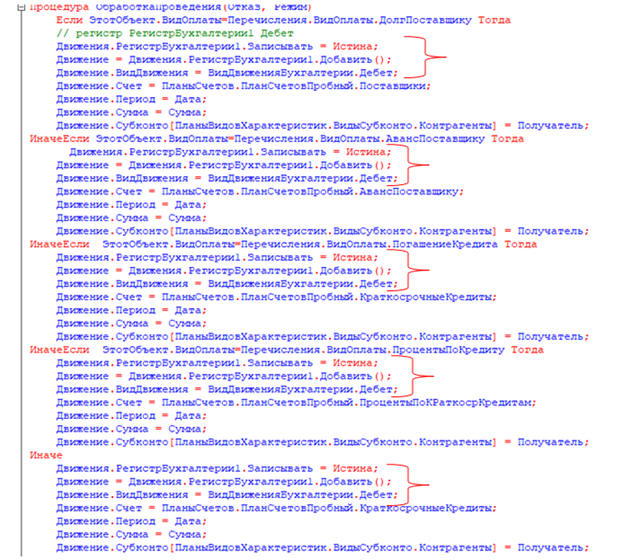 Процедура ОбработкаПроведения(Отказ, Режим)
Если ЭтотОбъект.ВидОплаты=Перечисления.ВидОплаты.ДолгПоставщику Тогда
// регистр РегистрБухгалтерии1 Дебет
Движения.РегистрБухгалтерии1.Записывать = Истина;
Движение = Движения.РегистрБухгалтерии1.Добавить();
Движение.ВидДвижения = ВидДвиженияБухгалтерии.Дебет;
Движение.Счет = ПланыСчетов.ПланСчетовПробный.Поставщики;
Движение.Период = Дата;
Движение.Сумма = Сумма;
Движение.Субконто[ПланыВидовХарактеристик.ВидыСубконто.Контрагенты] = Получатель;
ИначеЕсли ЭтотОбъект.ВидОплаты=Перечисления.ВидОплаты.АвансПоставщику Тогда
Движения.РегистрБухгалтерии1.Записывать = Истина;
Движение = Движения.РегистрБухгалтерии1.Добавить();
Движение.ВидДвижения = ВидДвиженияБухгалтерии.Дебет;
Движение.Счет = ПланыСчетов.ПланСчетовПробный.АвансПоставщику;
Движение.Период = Дата;
Движение.Сумма = Сумма;
Движение.Субконто[ПланыВидовХарактеристик.ВидыСубконто.Контрагенты] = Получатель;
ИначеЕсли ЭтотОбъект.ВидОплаты=Перечисления.ВидОплаты.ПогашениеКредита Тогда
Движения.РегистрБухгалтерии1.Записывать = Истина;
Движение = Движения.РегистрБухгалтерии1.Добавить();
Движение.ВидДвижения = ВидДвиженияБухгалтерии.Дебет;
Движение.Счет = ПланыСчетов.ПланСчетовПробный.КраткосрочныеКредиты;
Движение.Период = Дата;
Движение.Сумма = Сумма;
Движение.Субконто[ПланыВидовХарактеристик.ВидыСубконто.Контрагенты] = Получатель;
ИначеЕсли ЭтотОбъект.ВидОплаты=Перечисления.ВидОплаты.ПроцентыПоКредиту Тогда
Движения.РегистрБухгалтерии1.Записывать = Истина;
Движение = Движения.РегистрБухгалтерии1.Добавить();
Движение.ВидДвижения = ВидДвиженияБухгалтерии.Дебет;
Движение.Счет = ПланыСчетов.ПланСчетовПробный.ПроцентыПоКРаткосрКредитам;
Движение.Период = Дата;
Движение.Сумма = Сумма;
Движение.Субконто[ПланыВидовХарактеристик.ВидыСубконто.Контрагенты] = Получатель;
Иначе
Движения.РегистрБухгалтерии1.Записывать = Истина;
Движение = Движения.РегистрБухгалтерии1.Добавить();
Движение.ВидДвижения = ВидДвиженияБухгалтерии.Дебет;
Движение.Счет = ПланыСчетов.ПланСчетовПробный.КраткосрочныеКредиты;
Движение.Период = Дата;
Движение.Сумма = Сумма;
Движение.Субконто[ПланыВидовХарактеристик.ВидыСубконто.Контрагенты] = Получатель;